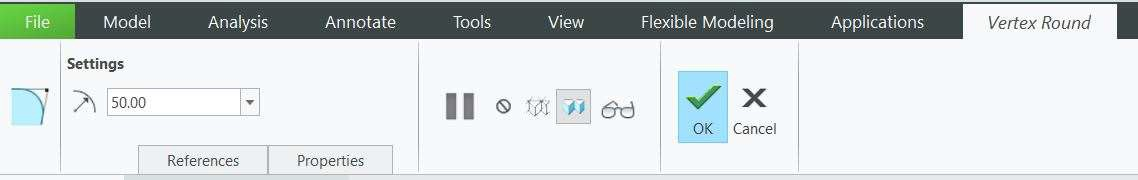 File Model Analysis Annotate Tools View Flexible Modeling Applications Vertex Round
Settings
50.00
OK Cancel
References Properties